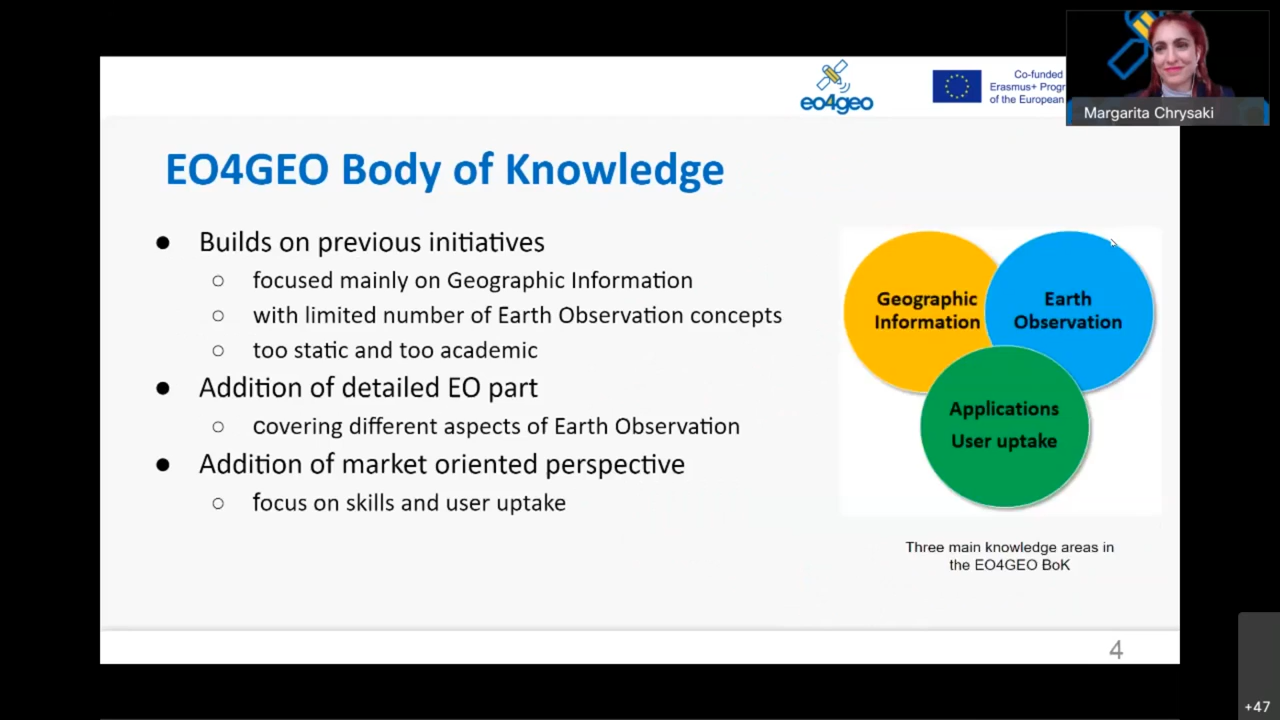 eo4geo
Co-funded
Erasmus+
of the European
Margarita Chrysaki
EO4GEO Body of Knowledge
● Builds on previous initiatives
○ focused mainly on Geographic Information
○ with limited number of Earth Observation concepts
○ too static and too academic
● Addition of detailed EO part
○ covering different aspects of Earth Observation
● Addition of market oriented perspective
○ focus on skills and user uptake
Geographic
Information
Earth
Observation
Applications
User uptake
Three main knowledge areas in
the EO4GEO BoK
4
+47